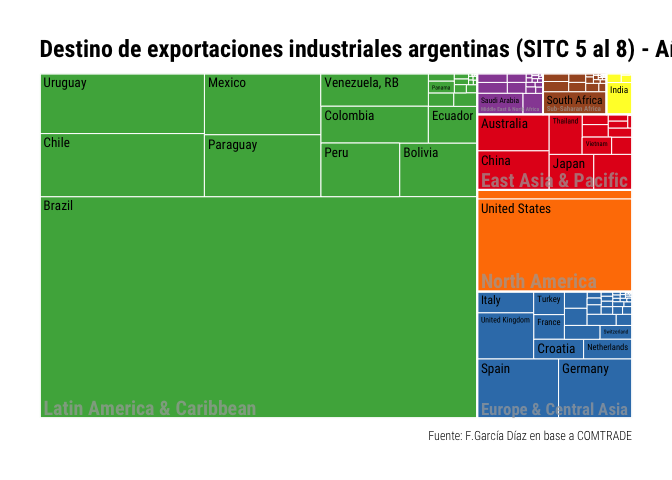 Destino de exportaciones industriales argentinas (SITC 5 al 8) -
Uruguay
Mexico
Venezuela, RB
Panama
Chile
Paraguay
Colombia
Ecuador
Peru
Bolivia
Brazil
Latin America & Caribbean
Saudi Arabia
Middle East & North Africa
South Africa
Sub-Saharan Africa
India
Australia
Thailand
Vietnam
China
Japan
East Asia & Pacific
United States
North America
Italy
Turkey
United Kingdom
France
Switzerland
Croatia
Netherlands
Spain
Germany
Europe & Central Asia
Fuente: F.García Díaz en base a COMTRADE